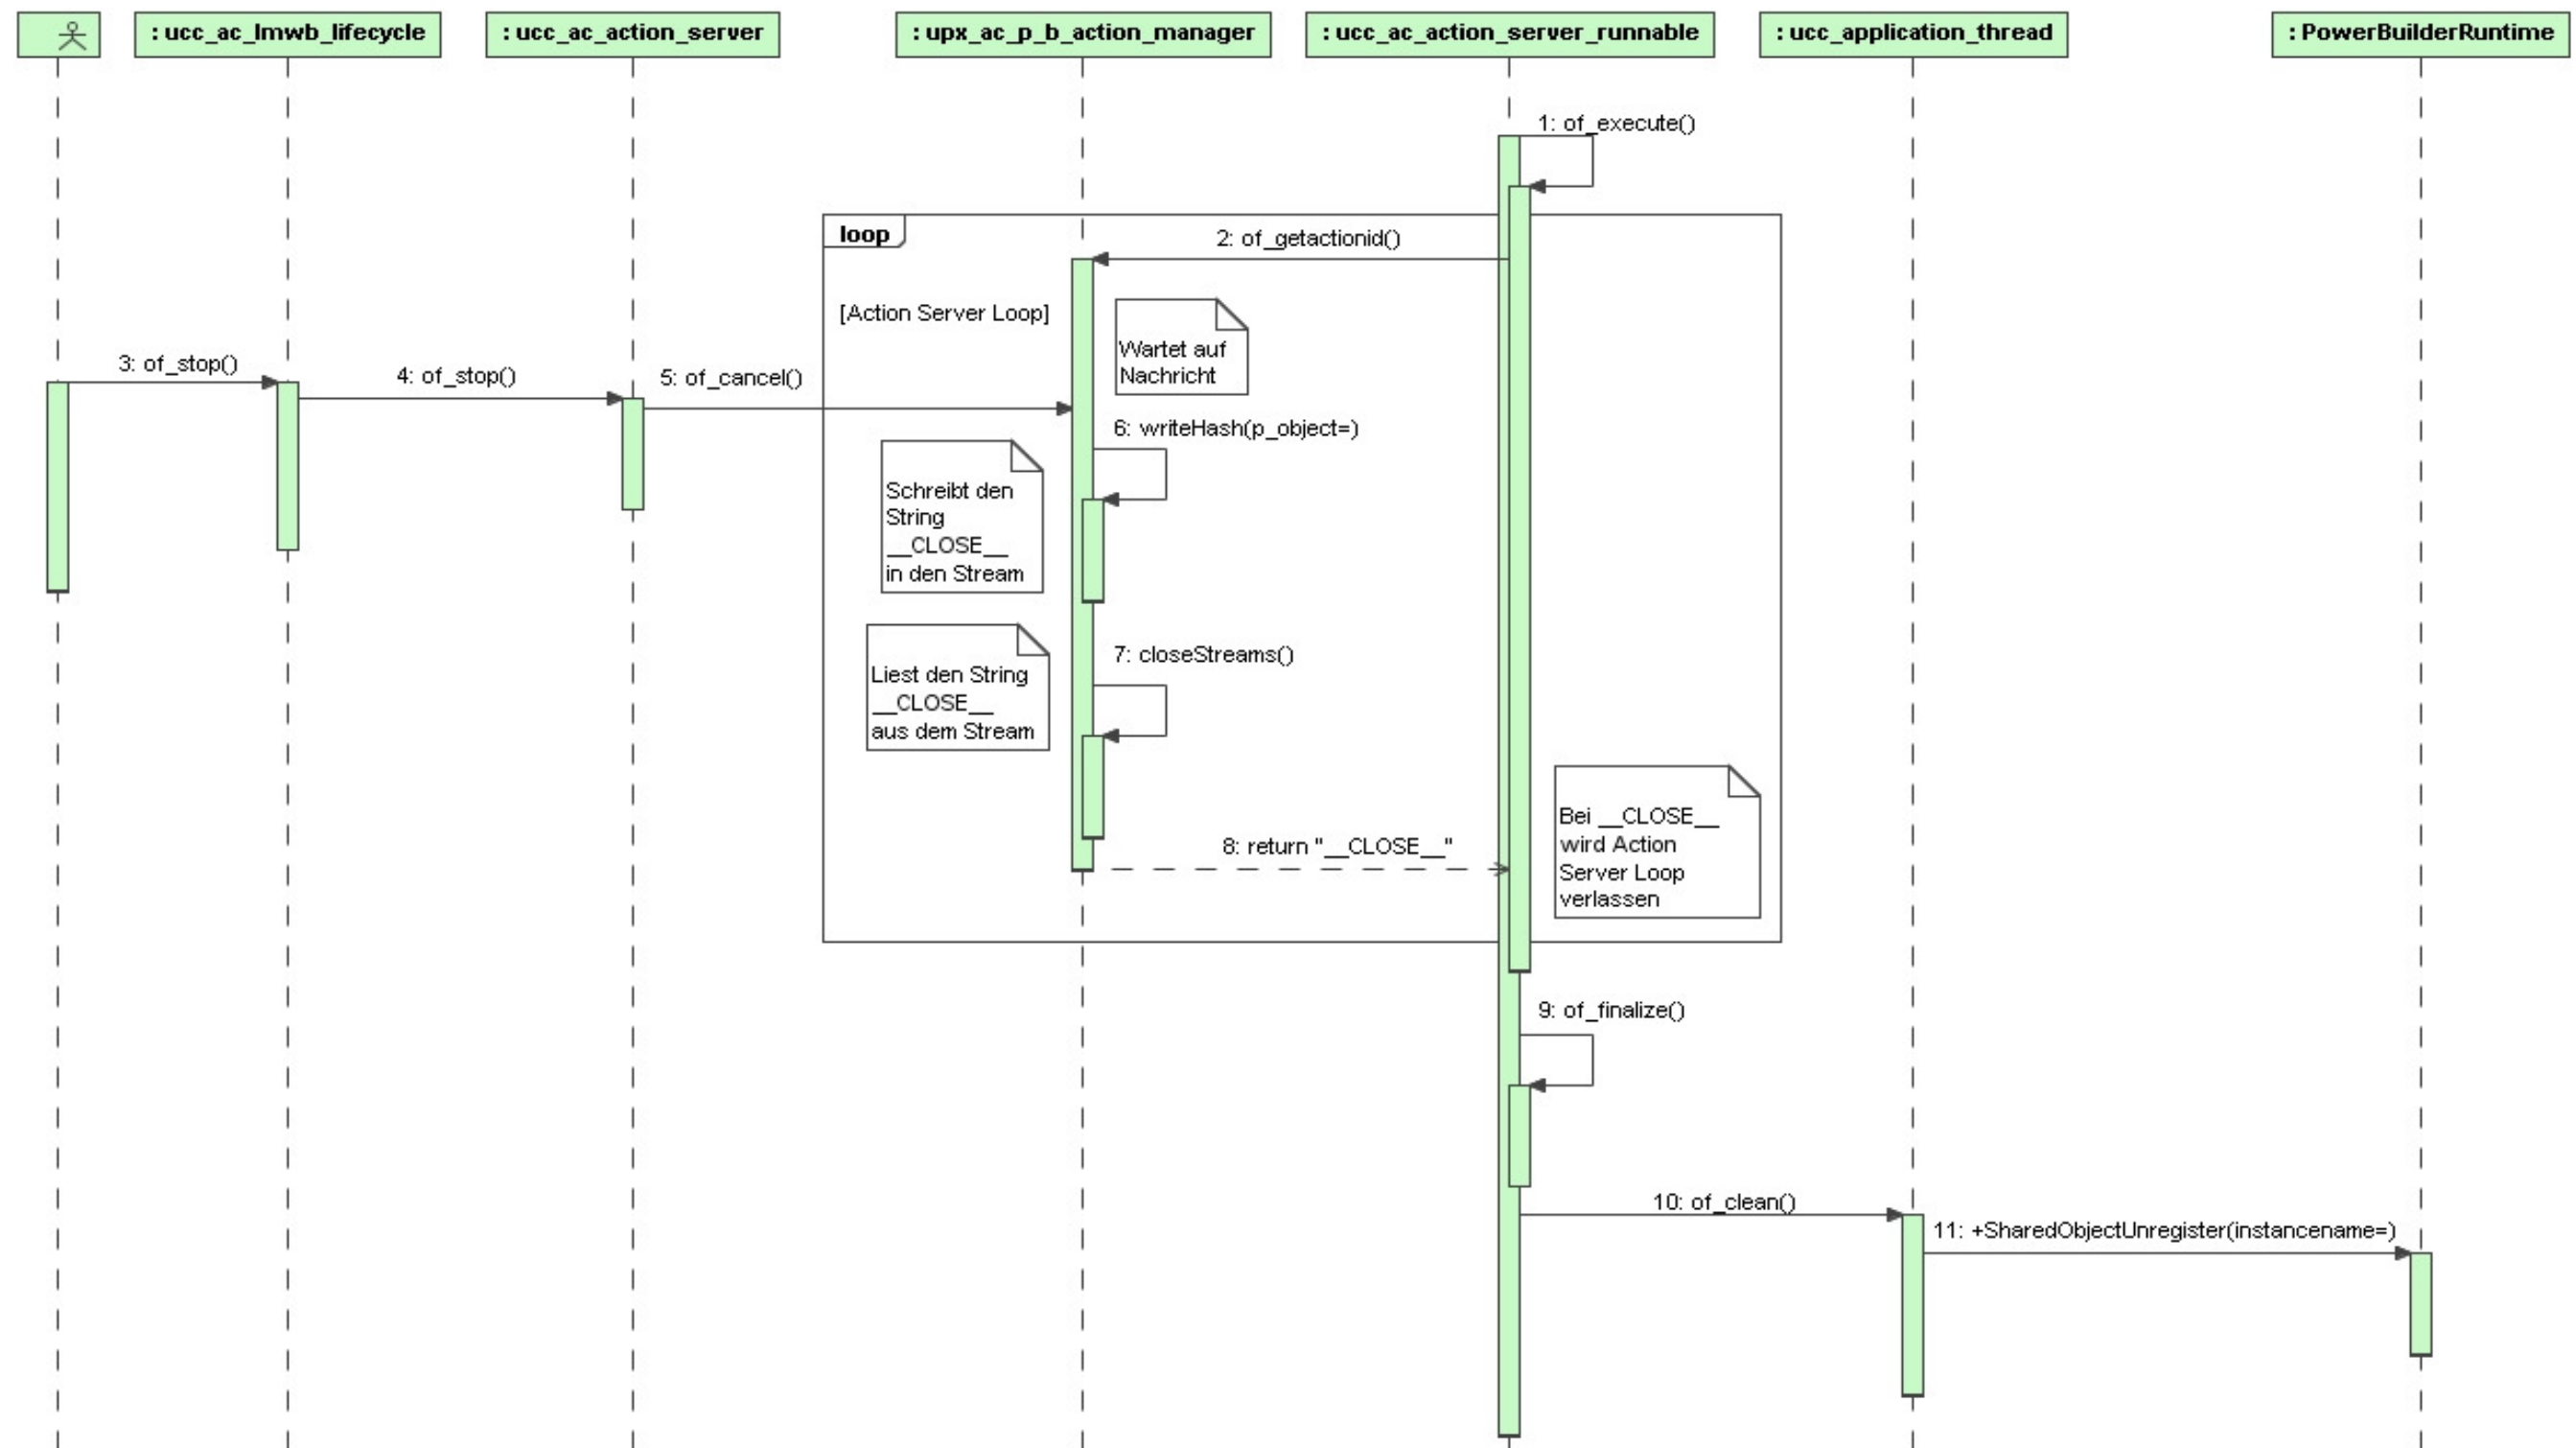 : ucc_ac_lmwb_lifecycle
: ucc_ac_action_server
: upx_ac_p_b_action_manager
: ucc_ac_action_server_runnable
: ucc_application_thread
: PowerBuilderRuntime
1: of_execute()
loop
2: of_getactionid()
[Action Server Loop]
Wartet auf
Nachricht
3: of_stop()
4: of_stop()
5: of_cancel()
6: writeHash(p_object=)
Schreibt den
String
__CLOSE__
in den Stream
7: closeStreams()
Liest den String
__CLOSE__
aus dem Stream
8: return "__CLOSE__"
Bei __CLOSE__
wird Action
Server Loop
verlassen
9: of_finalize()
10: of_clean()
11: +SharedObjectUnregister(instancename=)